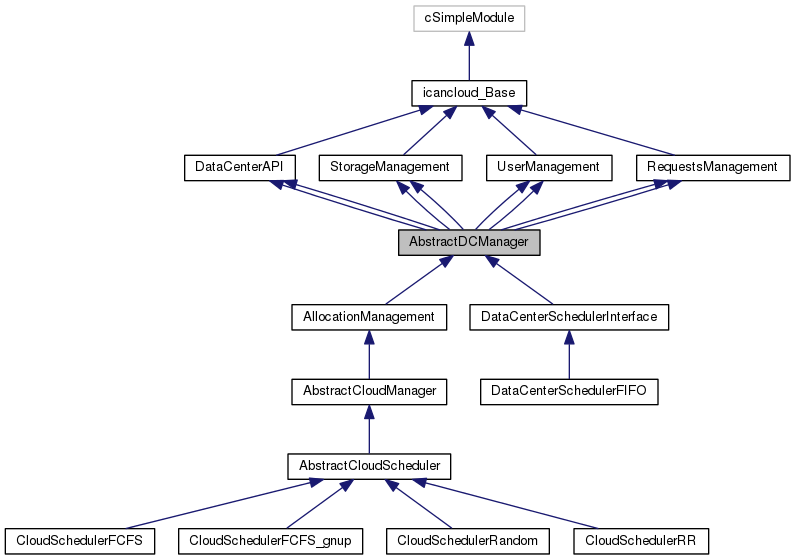 cSimpleModule
icancloud_Base
DataCenterAPI
StorageManagement
UserManagement
RequestsManagement
AbstractDCManager
AllocationManagement
DataCenterSchedulerInterface
AbstractCloudManager
DataCenterSchedulerFIFO
AbstractCloudScheduler
CloudSchedulerFCFS
CloudSchedulerFCFS_gnup
CloudSchedulerRandom
CloudSchedulerRR